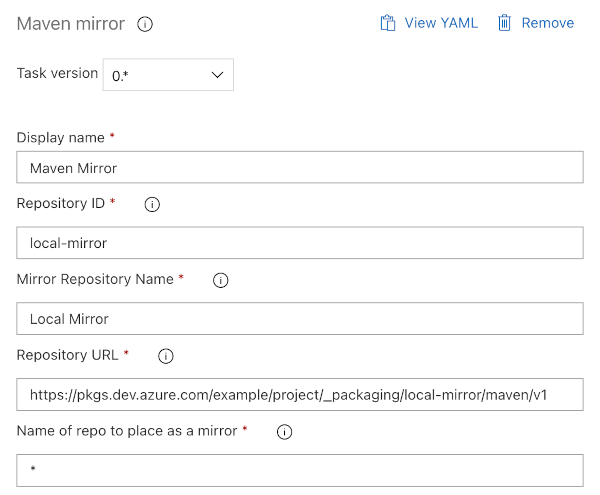 Maven mirror View YAML Remove
Task version 0.*
Display name *
Maven Mirror
Repository ID *
local-mirror
Mirror Repository Name *
Local Mirror
Repository URL *
https://pkgs.dev.azure.com/example/project/_packaging/local-mirror/maven/v1
Name of repo to place as a mirror *
*